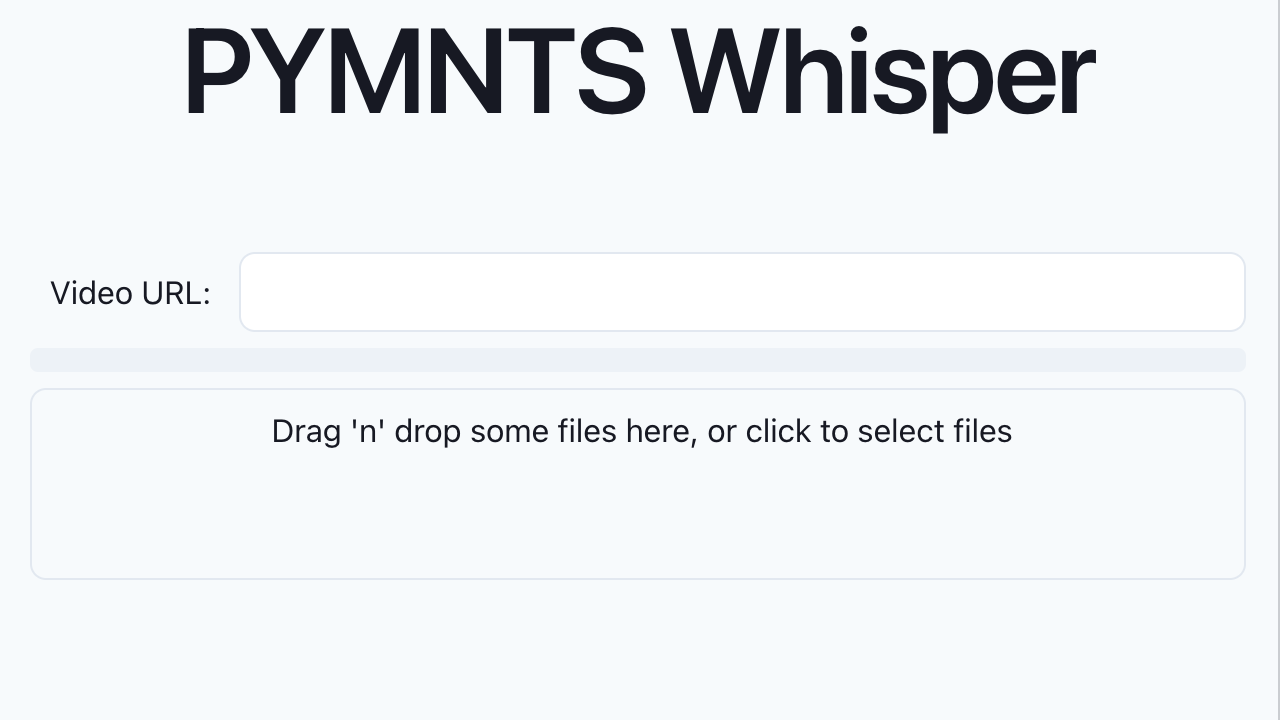 PYMNTS Whisper
Video URL:
Drag 'n' drop some files here, or click to select files